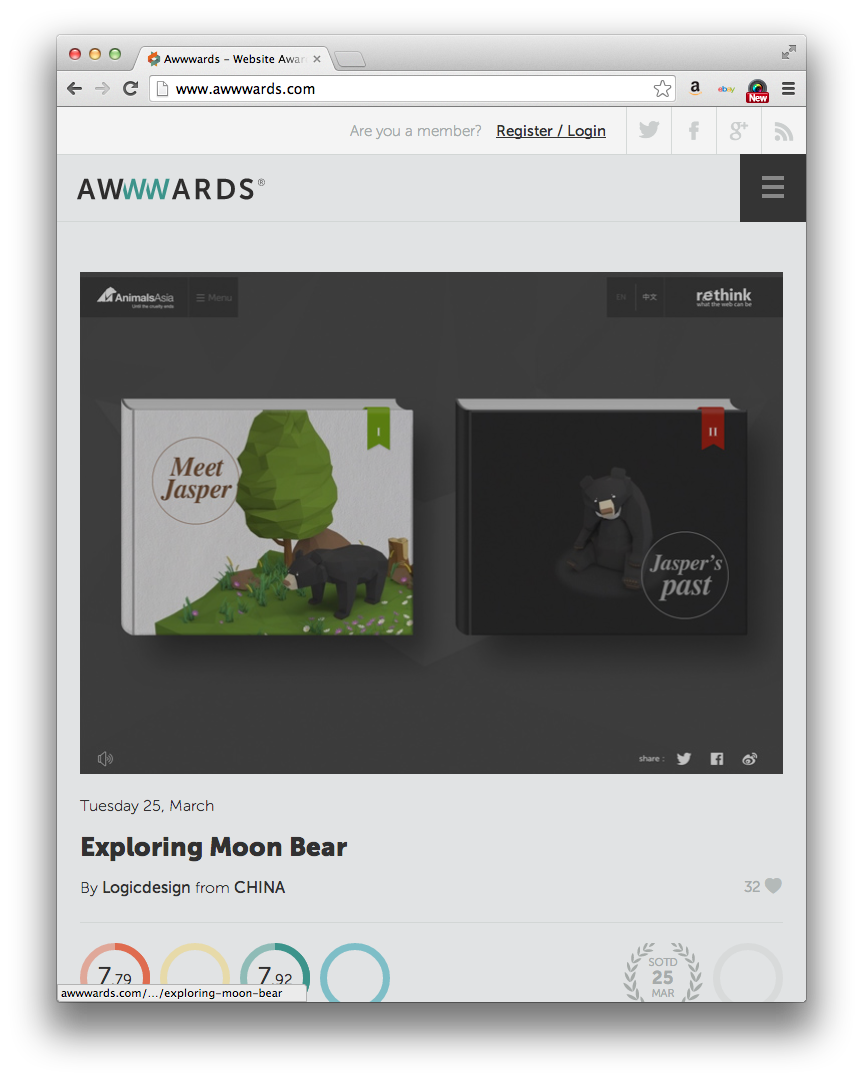 Awwwards – Website Awar
www.awwwards.com
a
ebay
New
Are you a member? Register / Login
g+
AWWWARDS®
AnimalsAsia
Until the cruelty ends
Menu
EN
中文
rethink
what the web can be
I
Meet
Jasper
II
Jasper's
past
share :
Tuesday 25, March
Exploring Moon Bear
By Logicdesign from CHINA
32
7.79
7.92
SOTD
25
MAR
awwwards.com/.../exploring-moon-bear